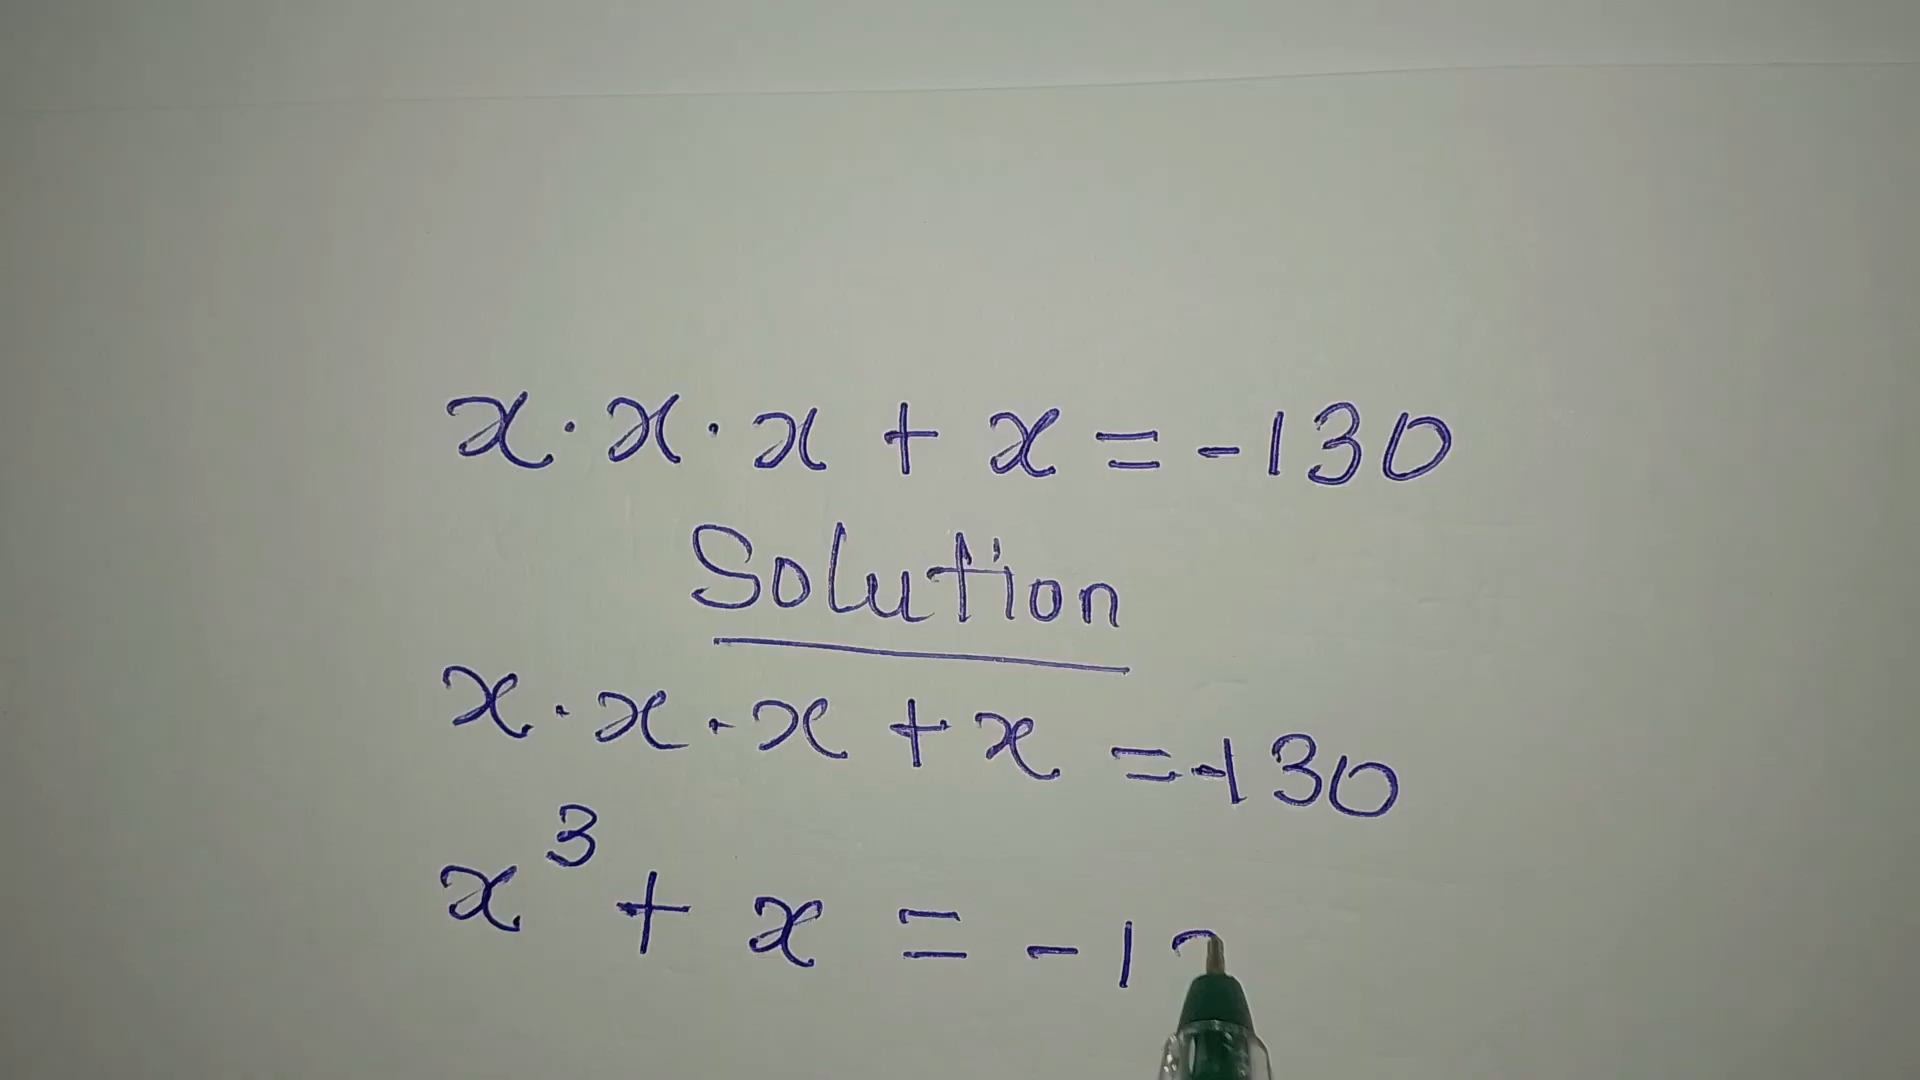 x · x · x + x = -130
Solution
x · x · x + x = -130
x³ + x = -1